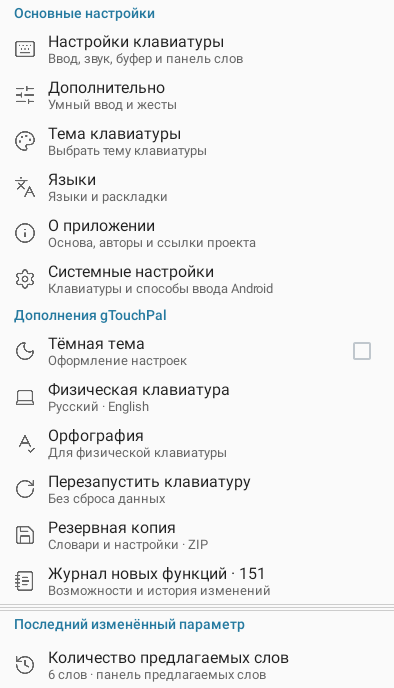 Основные настройки
Настройки клавиатуры
Ввод, звук, буфер и панель слов
Дополнительно
Умный ввод и жесты
Тема клавиатуры
Выбрать тему клавиатуры
Языки
Языки и раскладки
О приложении
Основа, авторы и ссылки проекта
Системные настройки
Клавиатуры и способы ввода Android
Дополнения gTouchPal
Тёмная тема
Оформление настроек
Физическая клавиатура
Русский · English
Орфография
Для физической клавиатуры
Перезапустить клавиатуру
Без сброса данных
Резервная копия
Словари и настройки · ZIP
Журнал новых функций · 151
Возможности и история изменений
Последний изменённый параметр
Количество предлагаемых слов
6 слов · панель предлагаемых слов